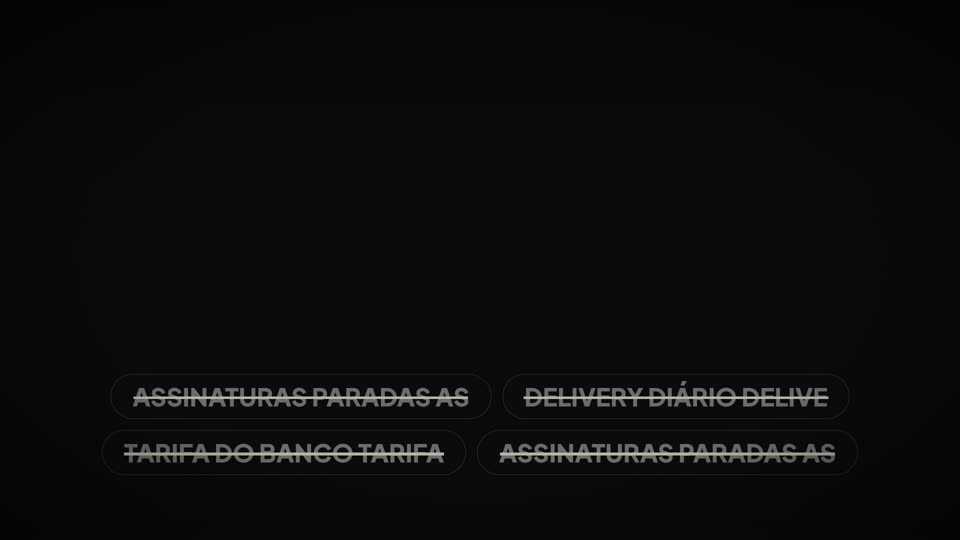 ASSINATURAS PARADAS AS
DELIVERY DIÁRIO DELIVE
TARIFA DO BANCO TARIFA
ASSINATURAS PARADAS AS